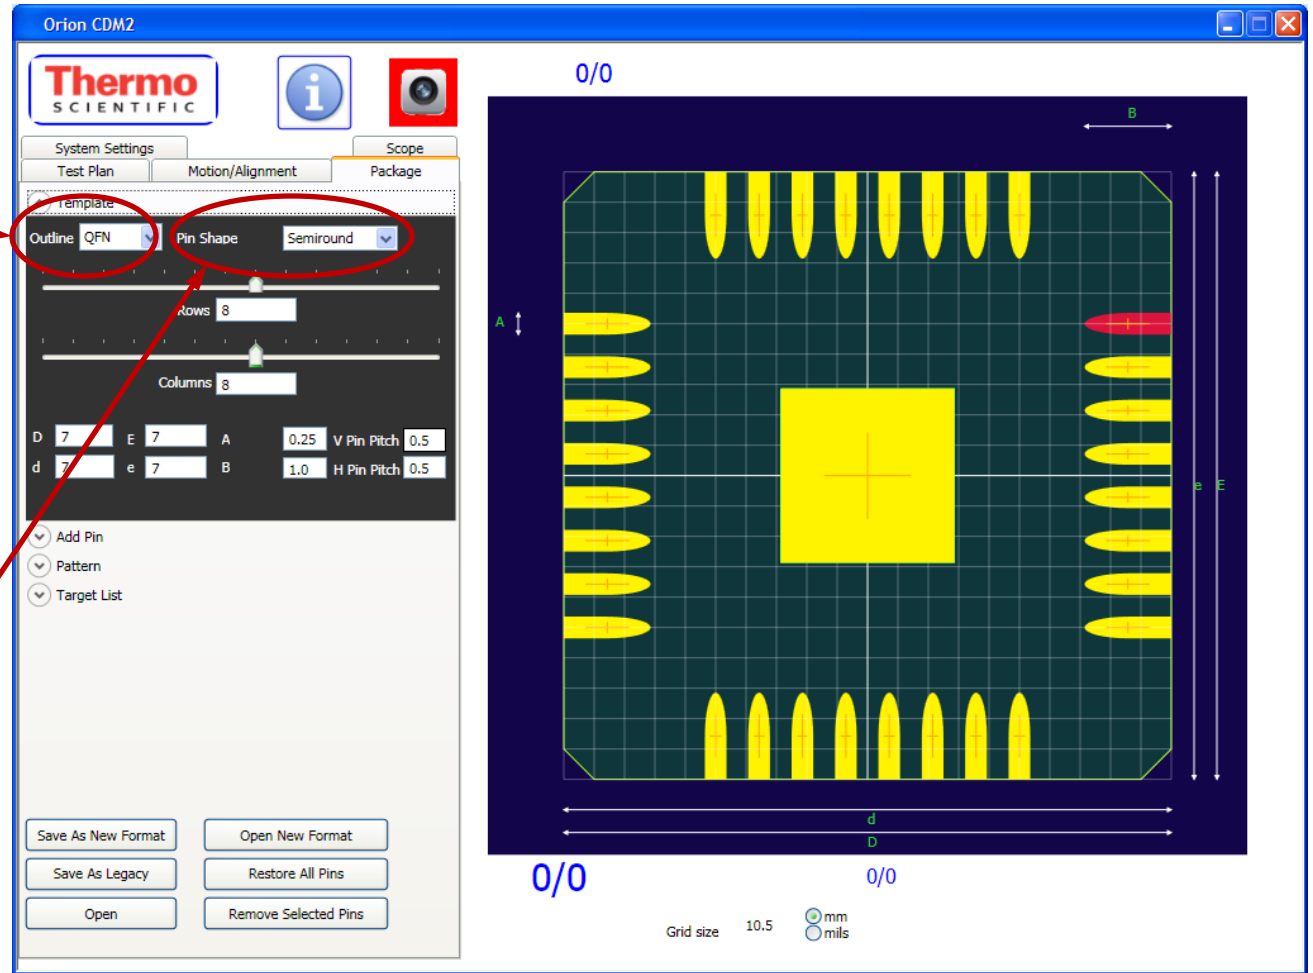 Orion CDM2
Thermo
SCIENTIFIC
i
0/0
System Settings
Scope
Test Plan
Motion/Alignment
Package
Template
Outline QFN Pin Shape Semiround
Rows 8
Columns 8
D 7 E 7 A 0.25 V Pin Pitch 0.5
d 7 e 7 B 1.0 H Pin Pitch 0.5
Add Pin
Pattern
Target List
Save As New Format
Open New Format
Save As Legacy
Restore All Pins
Open
Remove Selected Pins
B
A
e E
d
D
0/0
0/0
Grid size 10.5 mm
mils